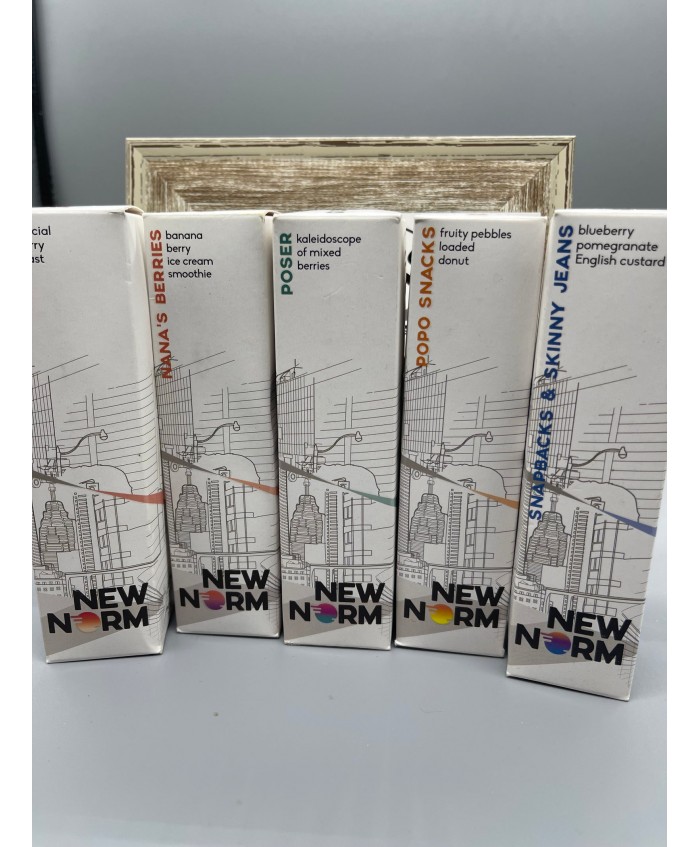 NANA'S BERRIES
banana
berry
ice cream
smoothie
POSER
kaleidoscope
of mixed
berries
POPO SNACKS
fruity pebbles
loaded
donut
SNAPBACKS & SKINNY JEANS
blueberry
pomegranate
English custard
NEW
NORM
NEW
NORM
NEW
NORM
NEW
NORM
NEW
NORM